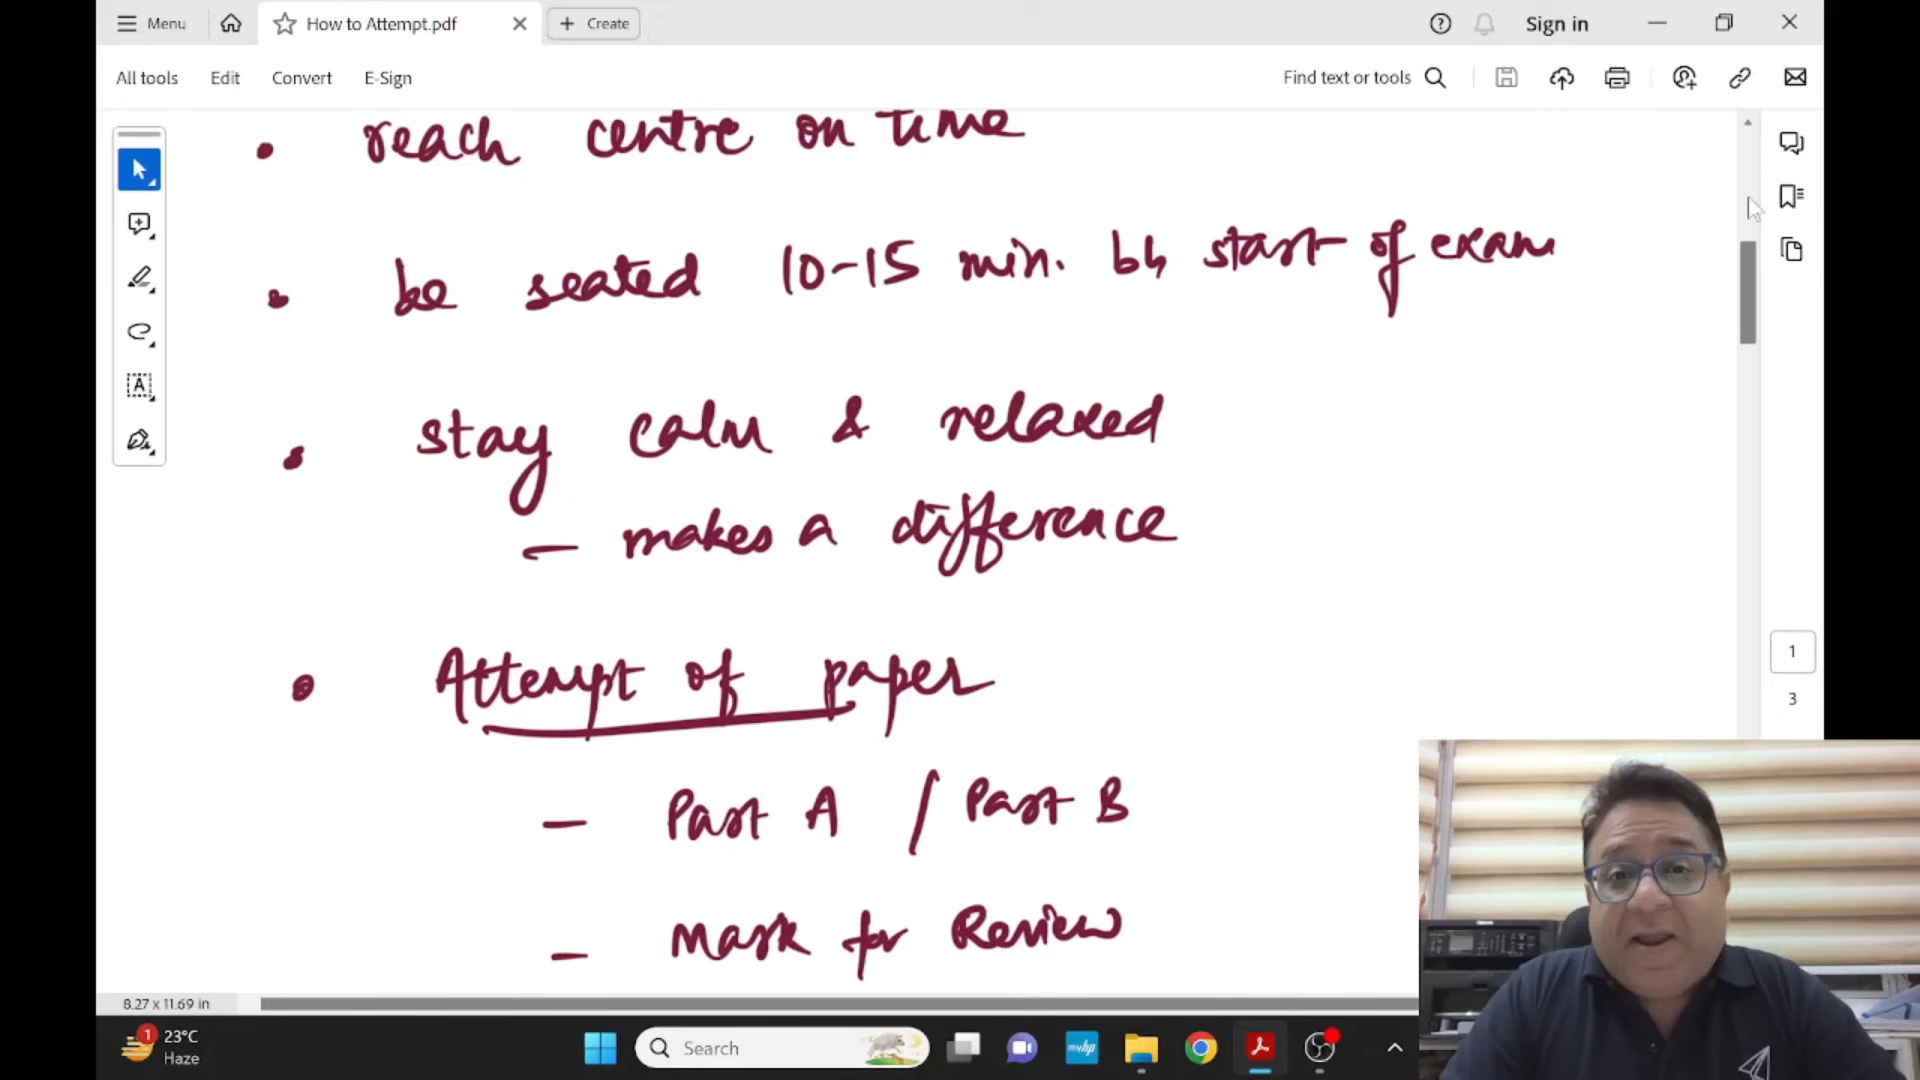 Menu
How to Attempt.pdf
Create
Sign in
All tools
Edit
Convert
E-Sign
Find text or tools
• reach centre on time
• be seated 10-15 min. b4 start of exam
• stay calm & relaxed
– makes a difference
• Attempt of paper
– Part A / Part B
– Mark for Review
1
3
8.27 x 11.69 in
1
23°C
Haze
Search
myhp